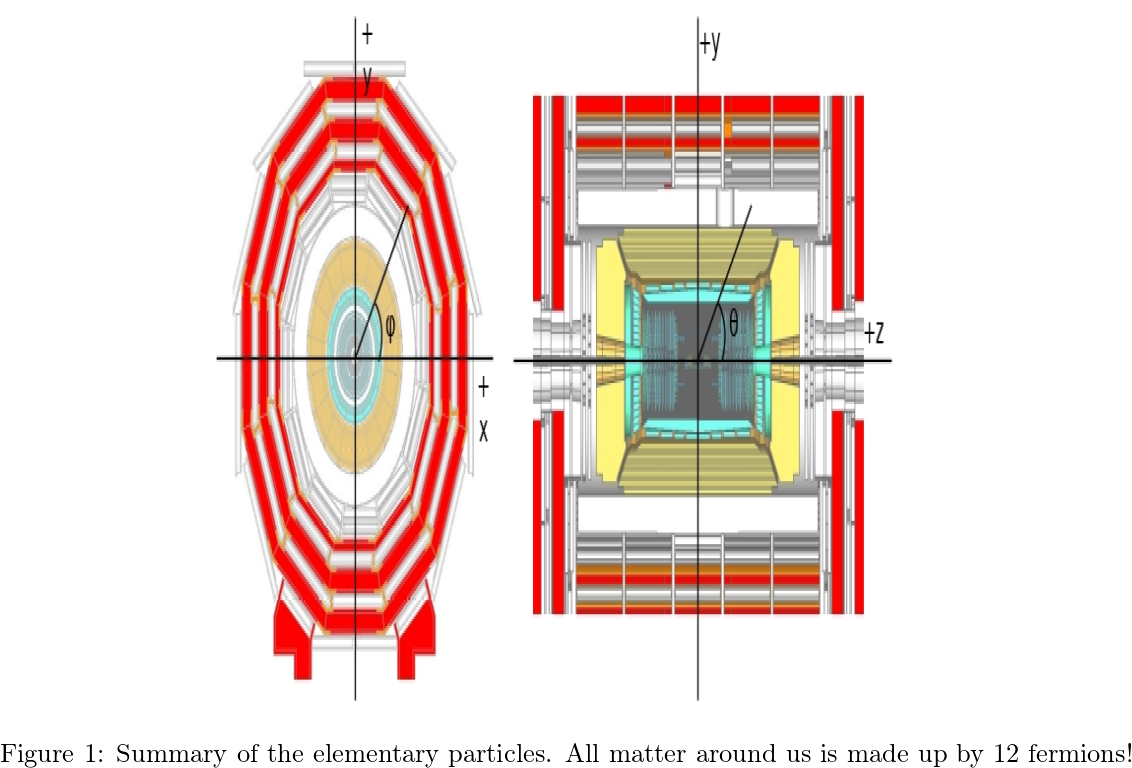 +
y
φ
+
x
+y
θ
+z
Figure 1: Summary of the elementary particles. All matter around us is made up by 12 fermions!